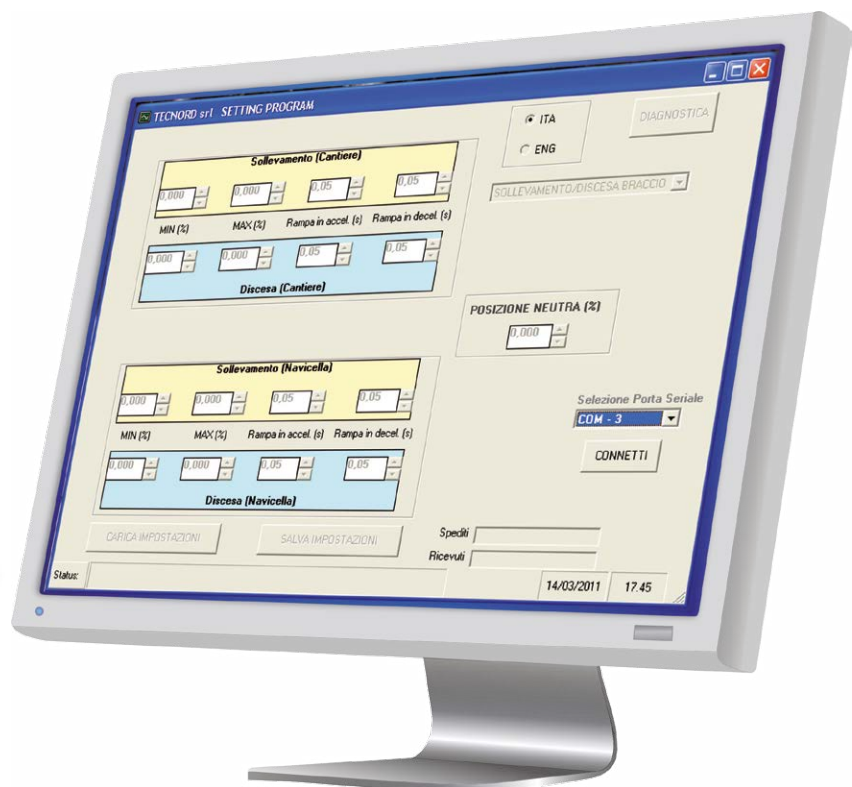 TECNORD srl SETTING PROGRAM
ITA
ENG
DIAGNOSTICA
SOLLEVAMENTO/DISCESA BRACCIO
Sollevamento (Cantiere)
0,000 0,000 0,05 0,05
MIN (%) MAX (%) Rampa in accel. (s) Rampa in decel. (s)
0,000 0,000 0,05 0,05
Discesa (Cantiere)
POSIZIONE NEUTRA (%)
0,000
Sollevamento (Navicella)
0,000 0,000 0,05 0,05
MIN (%) MAX (%) Rampa in accel. (s) Rampa in decel. (s)
0,000 0,000 0,05 0,05
Discesa (Navicella)
Selezione Porta Seriale
COM - 3
CONNETTI
CARICA IMPOSTAZIONI SALVA IMPOSTAZIONI
Spediti
Ricevuti
Status:
14/03/2011 17.45